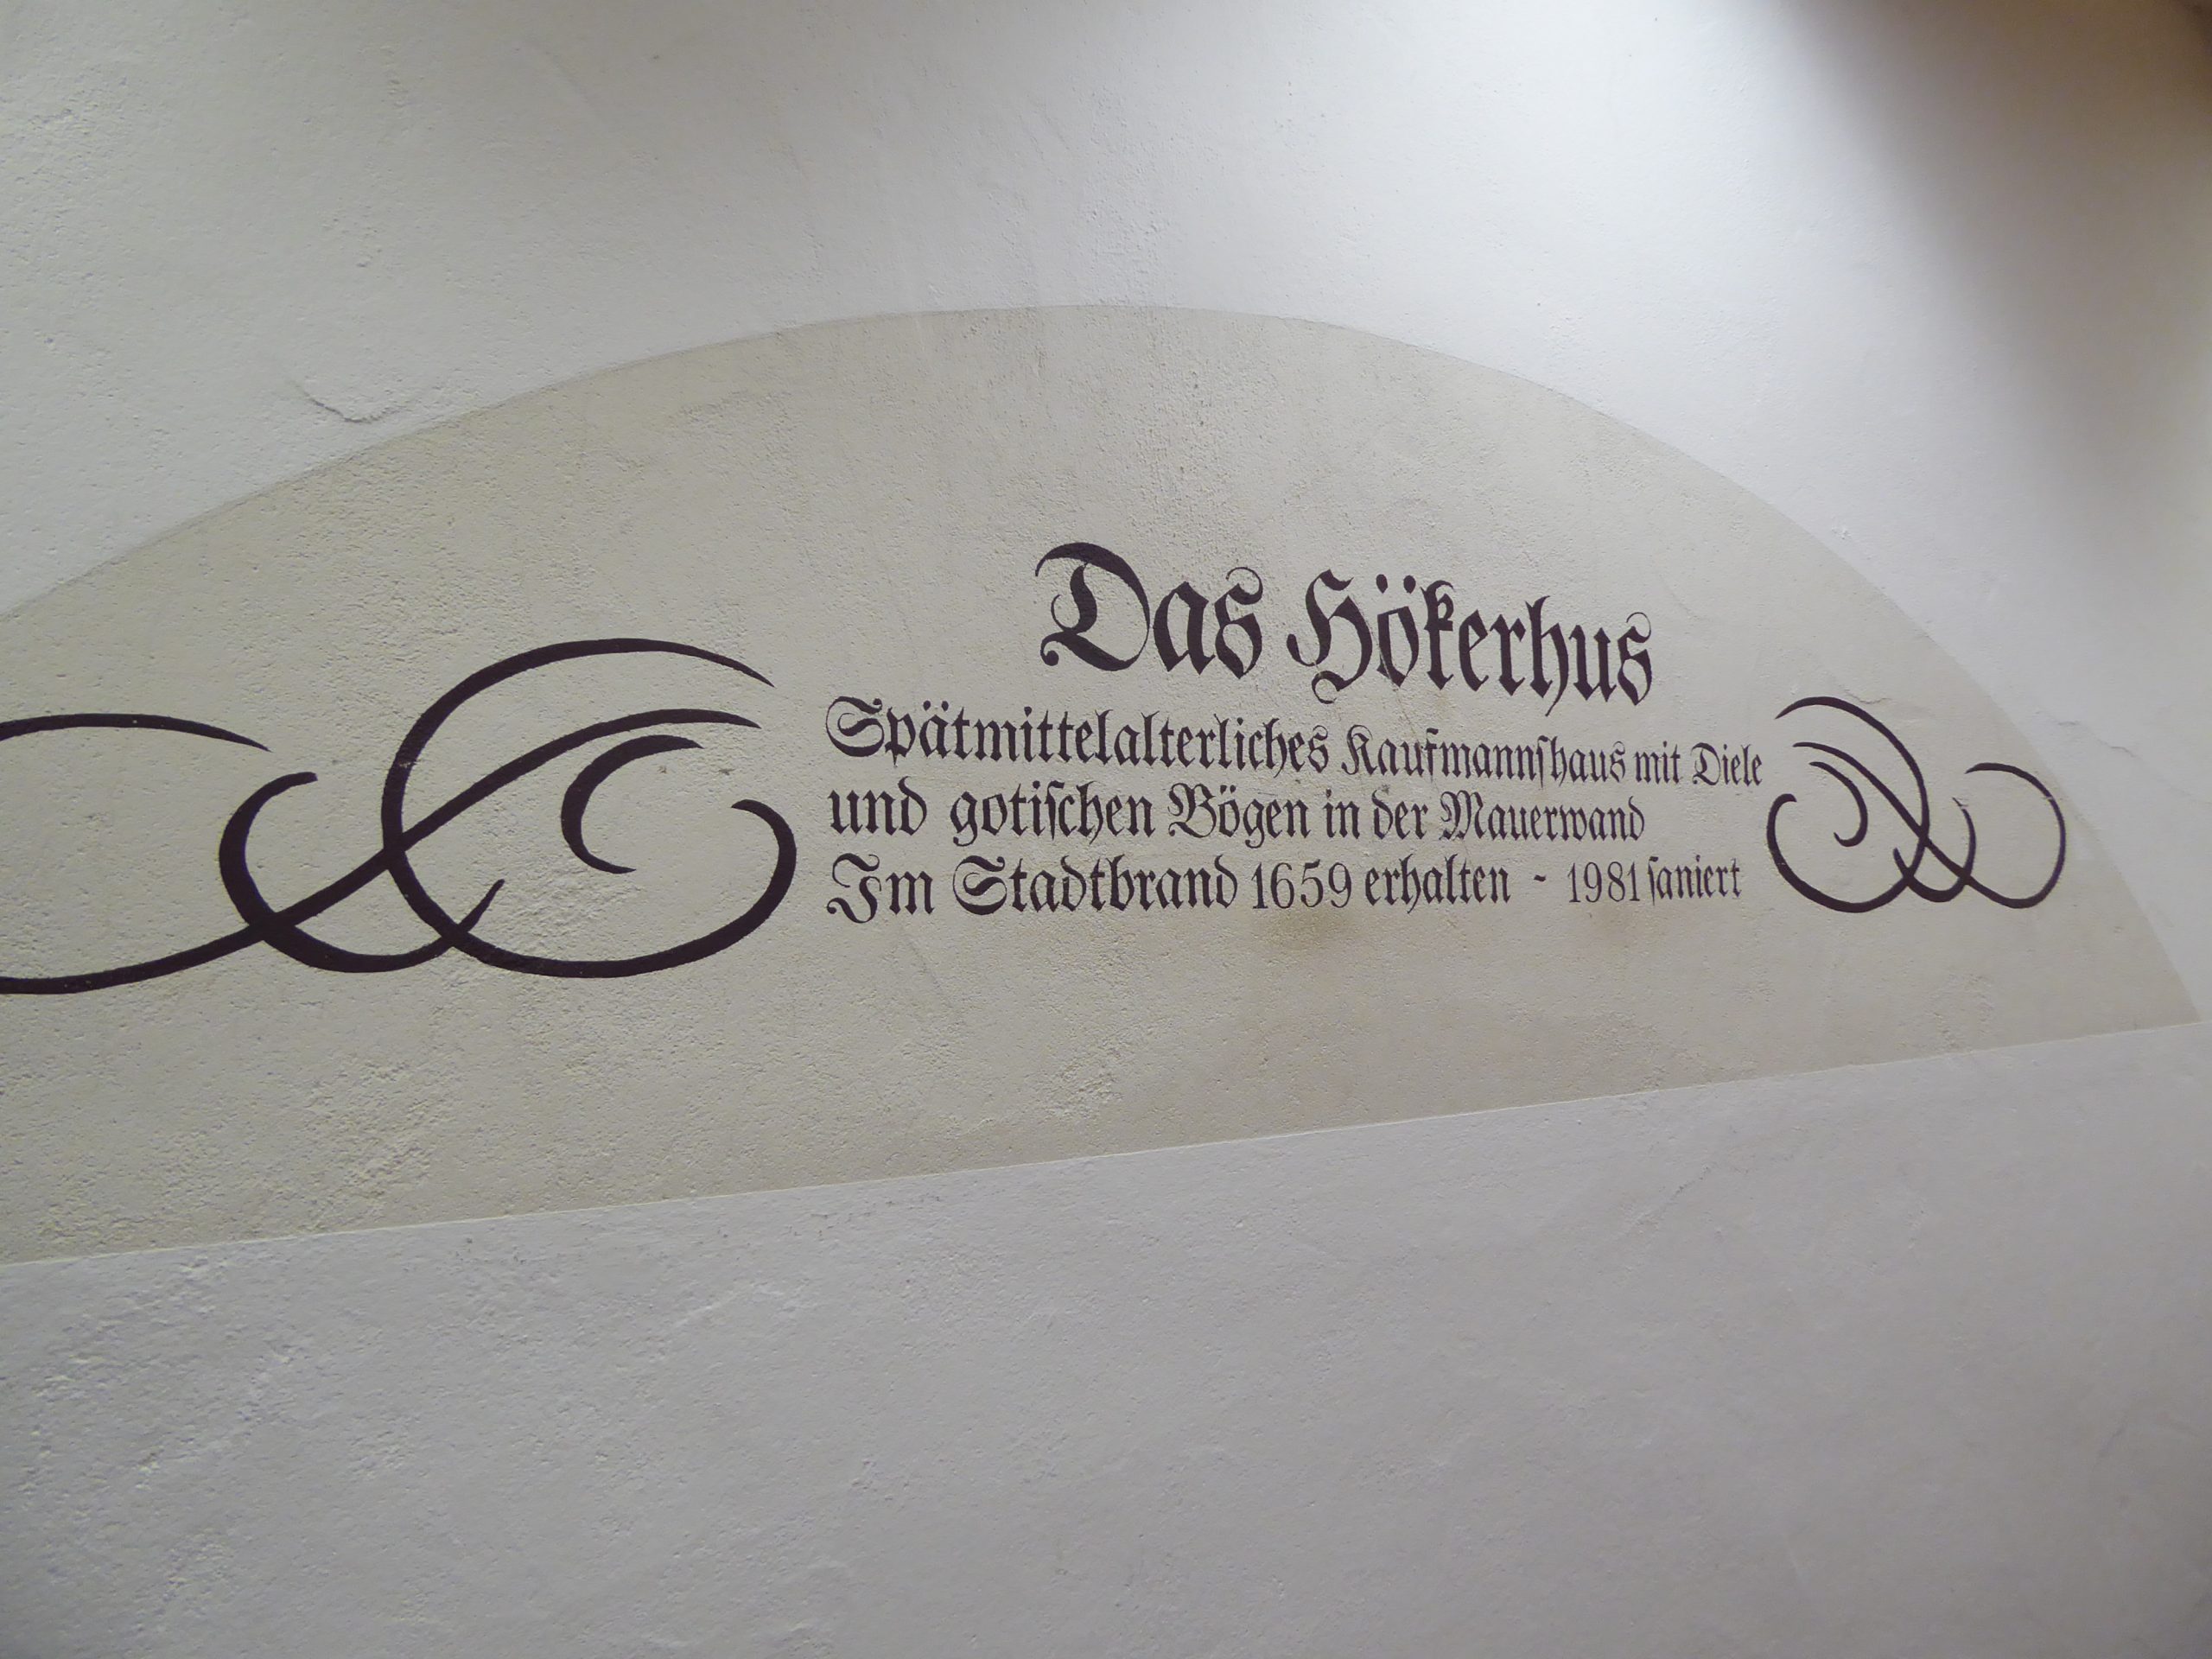 Das Hökerhus
Spätmittelalterliches Kaufmannſhaus mit Diele
und gotiſchen Bögen in der Mauerwand
Im Stadtbrand 1659 erhalten - 1981 ſaniert